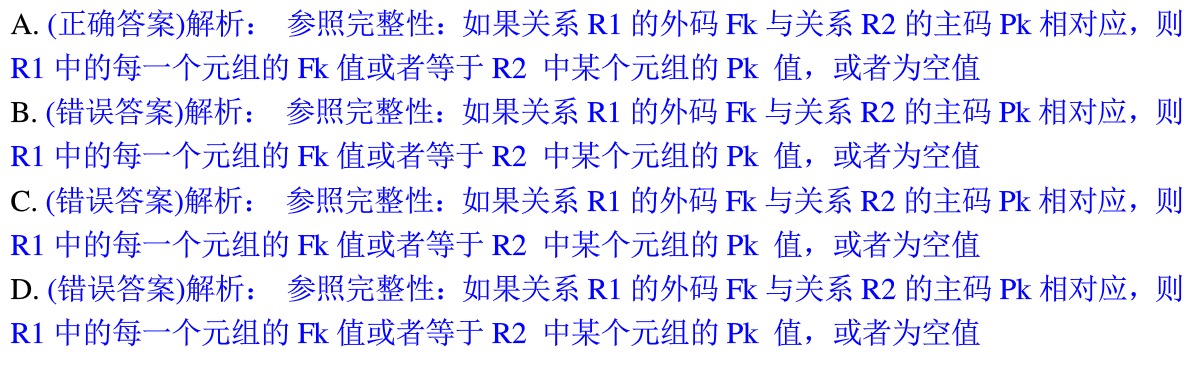 A. (正确答案)解析： 参照完整性：如果关系 R1 的外码 Fk 与关系 R2 的主码 Pk 相对应，则
R1 中的每一个元组的 Fk 值或者等于 R2 中某个元组的 Pk 值，或者为空值
B. (错误答案)解析： 参照完整性：如果关系 R1 的外码 Fk 与关系 R2 的主码 Pk 相对应，则
R1 中的每一个元组的 Fk 值或者等于 R2 中某个元组的 Pk 值，或者为空值
C. (错误答案)解析： 参照完整性：如果关系 R1 的外码 Fk 与关系 R2 的主码 Pk 相对应，则
R1 中的每一个元组的 Fk 值或者等于 R2 中某个元组的 Pk 值，或者为空值
D. (错误答案)解析： 参照完整性：如果关系 R1 的外码 Fk 与关系 R2 的主码 Pk 相对应，则
R1 中的每一个元组的 Fk 值或者等于 R2 中某个元组的 Pk 值，或者为空值